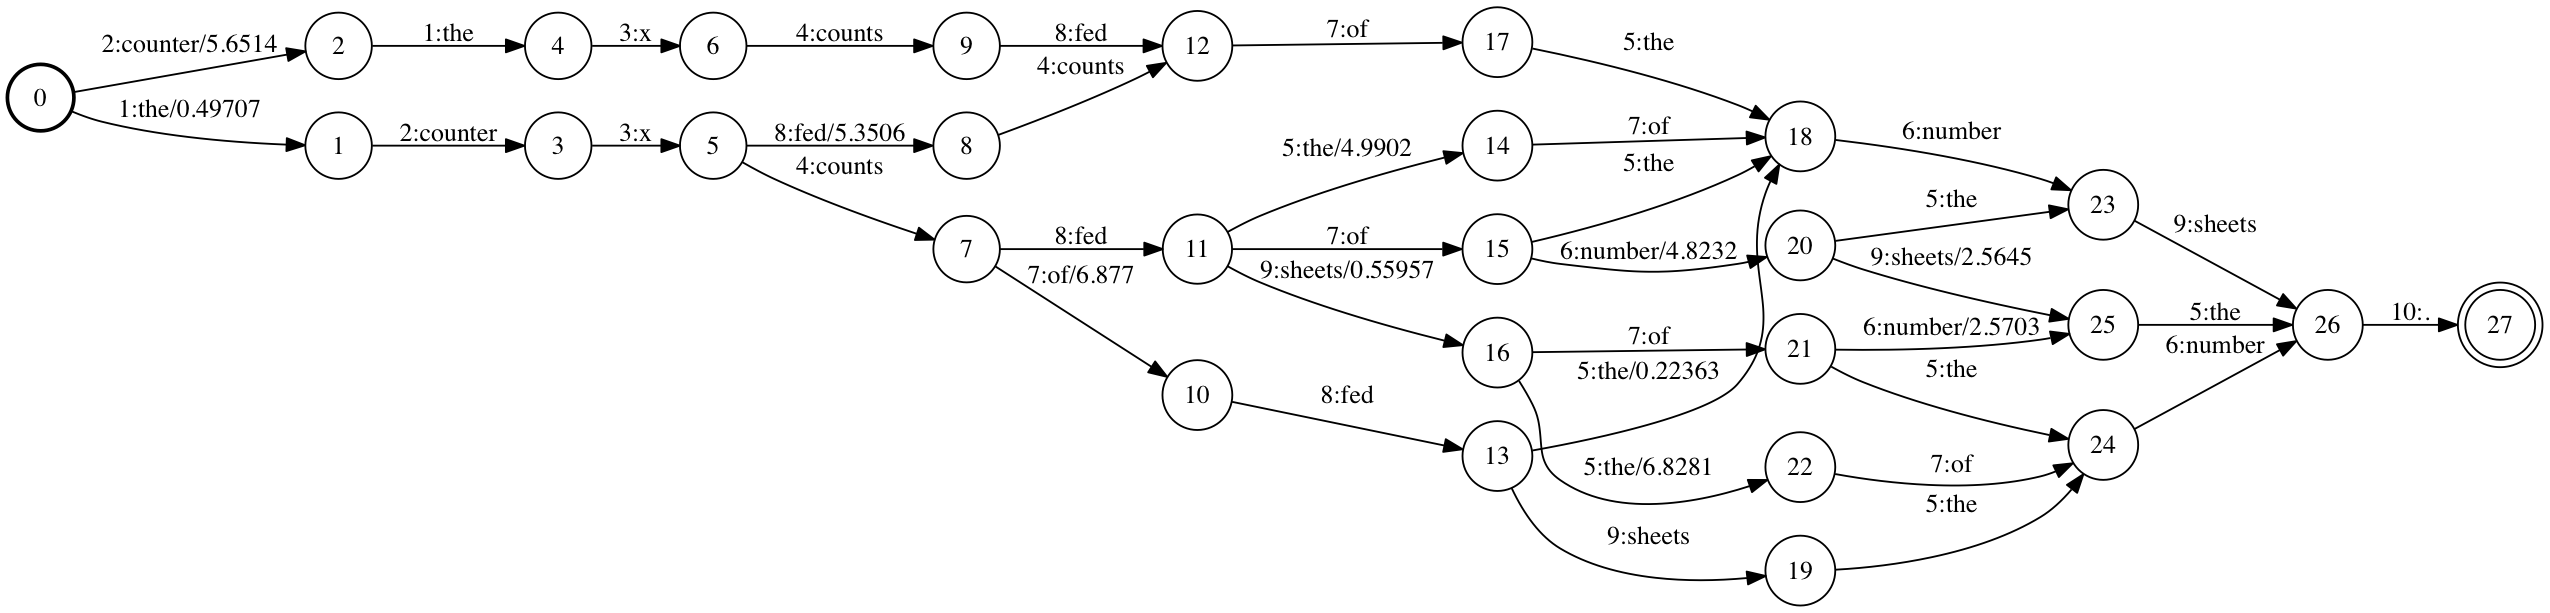 2:counter/5.6514
1:the
3:x
4:counts
8:fed
7:of
5:the
0
2
4
6
9
12
17
1:the/0.49707
2:counter
3:x
8:fed/5.3506
4:counts
1
3
5
8
4:counts
5:the/4.9902
14
7:of
18
6:number
5:the
7
8:fed
11
7:of
15
6:number/4.8232
20
5:the
23
9:sheets
7:of/6.877
9:sheets/0.55957
9:sheets/2.5645
16
7:of
21
6:number/2.5703
25
5:the
26
10:.
27
5:the/0.22363
5:the
6:number
10
8:fed
13
5:the/6.8281
22
7:of
24
9:sheets
19
5:the